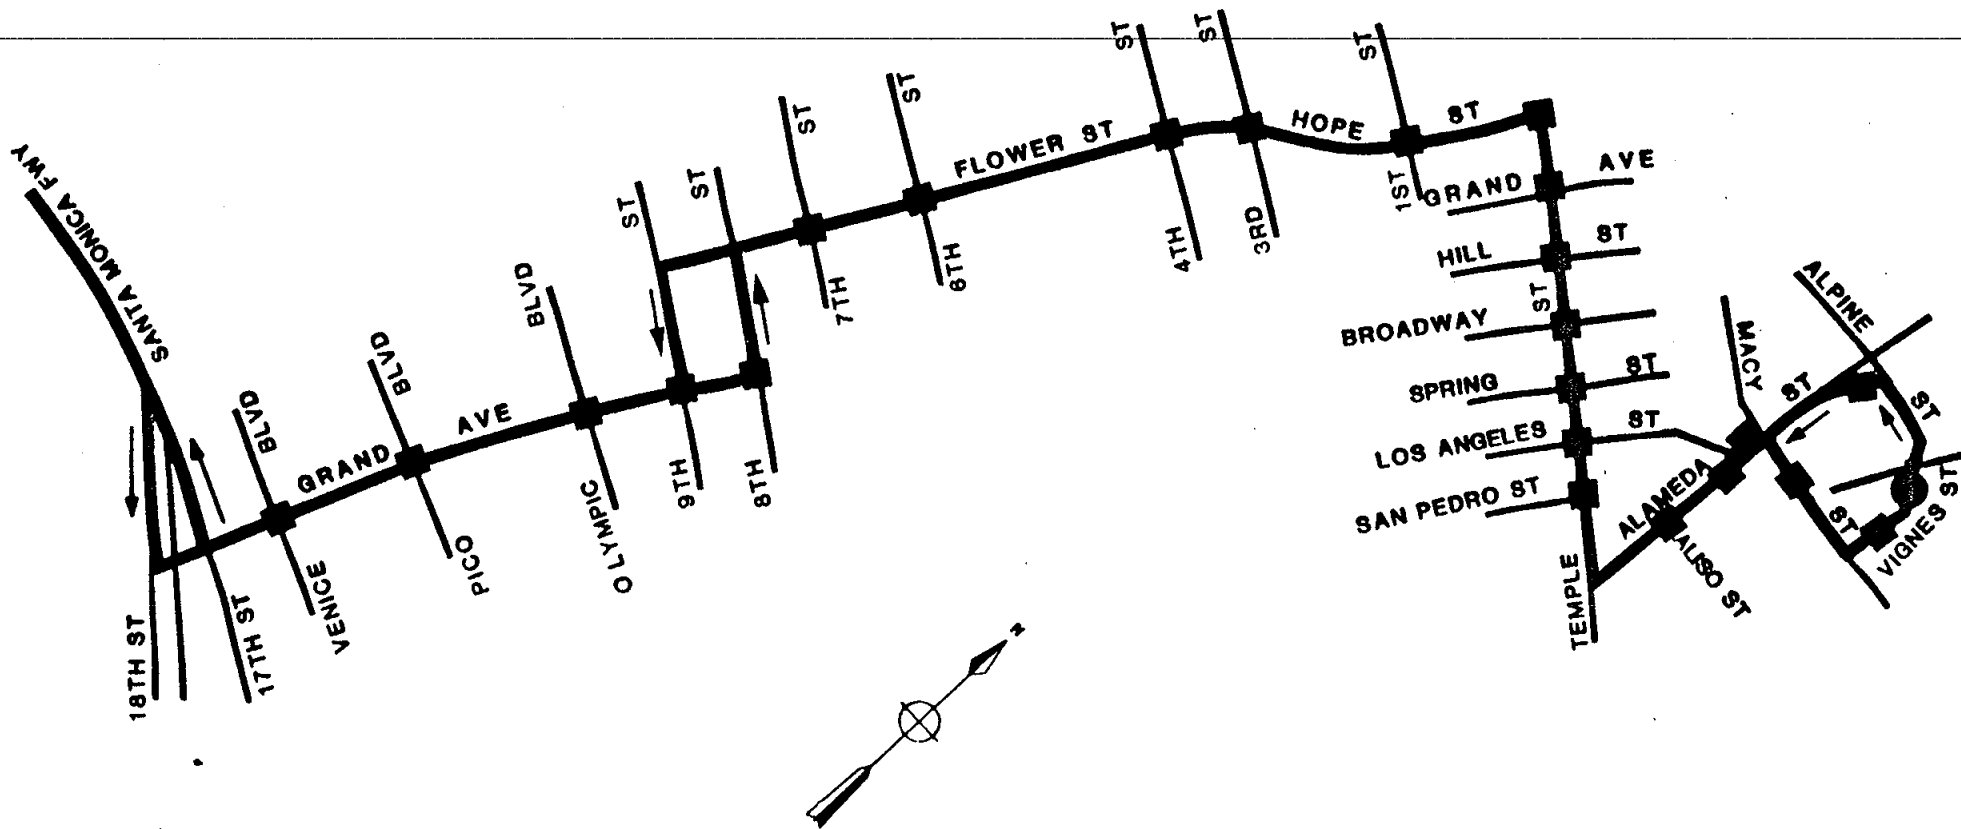 SANTA MONICA FWY
18TH ST
17TH ST
VENICE BLVD
PICO BLVD
GRAND AVE
OLYMPIC BLVD
9TH ST
8TH ST
7TH ST
6TH ST
FLOWER ST
4TH ST
3RD ST
HOPE ST
1ST ST
GRAND AVE
HILL ST
BROADWAY
SPRING ST
LOS ANGELES ST
SAN PEDRO ST
TEMPLE ST
ALAMEDA ST
ALISO ST
MACY ST
ALPINE ST
VIGNES ST
N